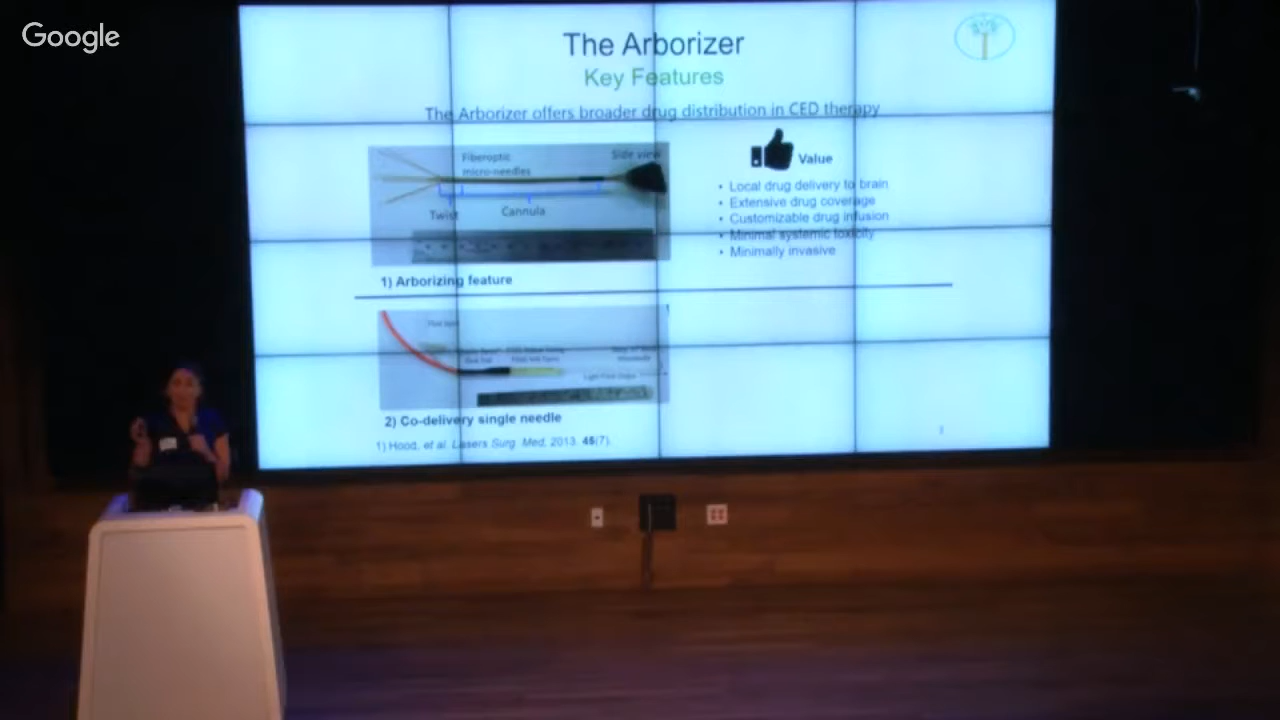 Google
The Arborizer
Key Features
The Arborizer offers broader drug distribution in CED therapy
Fiberoptic
micro-needles
Side view
Twist
Cannula
1) Arborizing feature
Value
• Local drug delivery to brain
• Extensive drug coverage
• Customizable drug infusion
• Minimal systemic toxicity
• Minimally invasive
Light
2) Co-delivery single needle
1) Hood, et al. Lasers Surg. Med. 2013. 45(7).